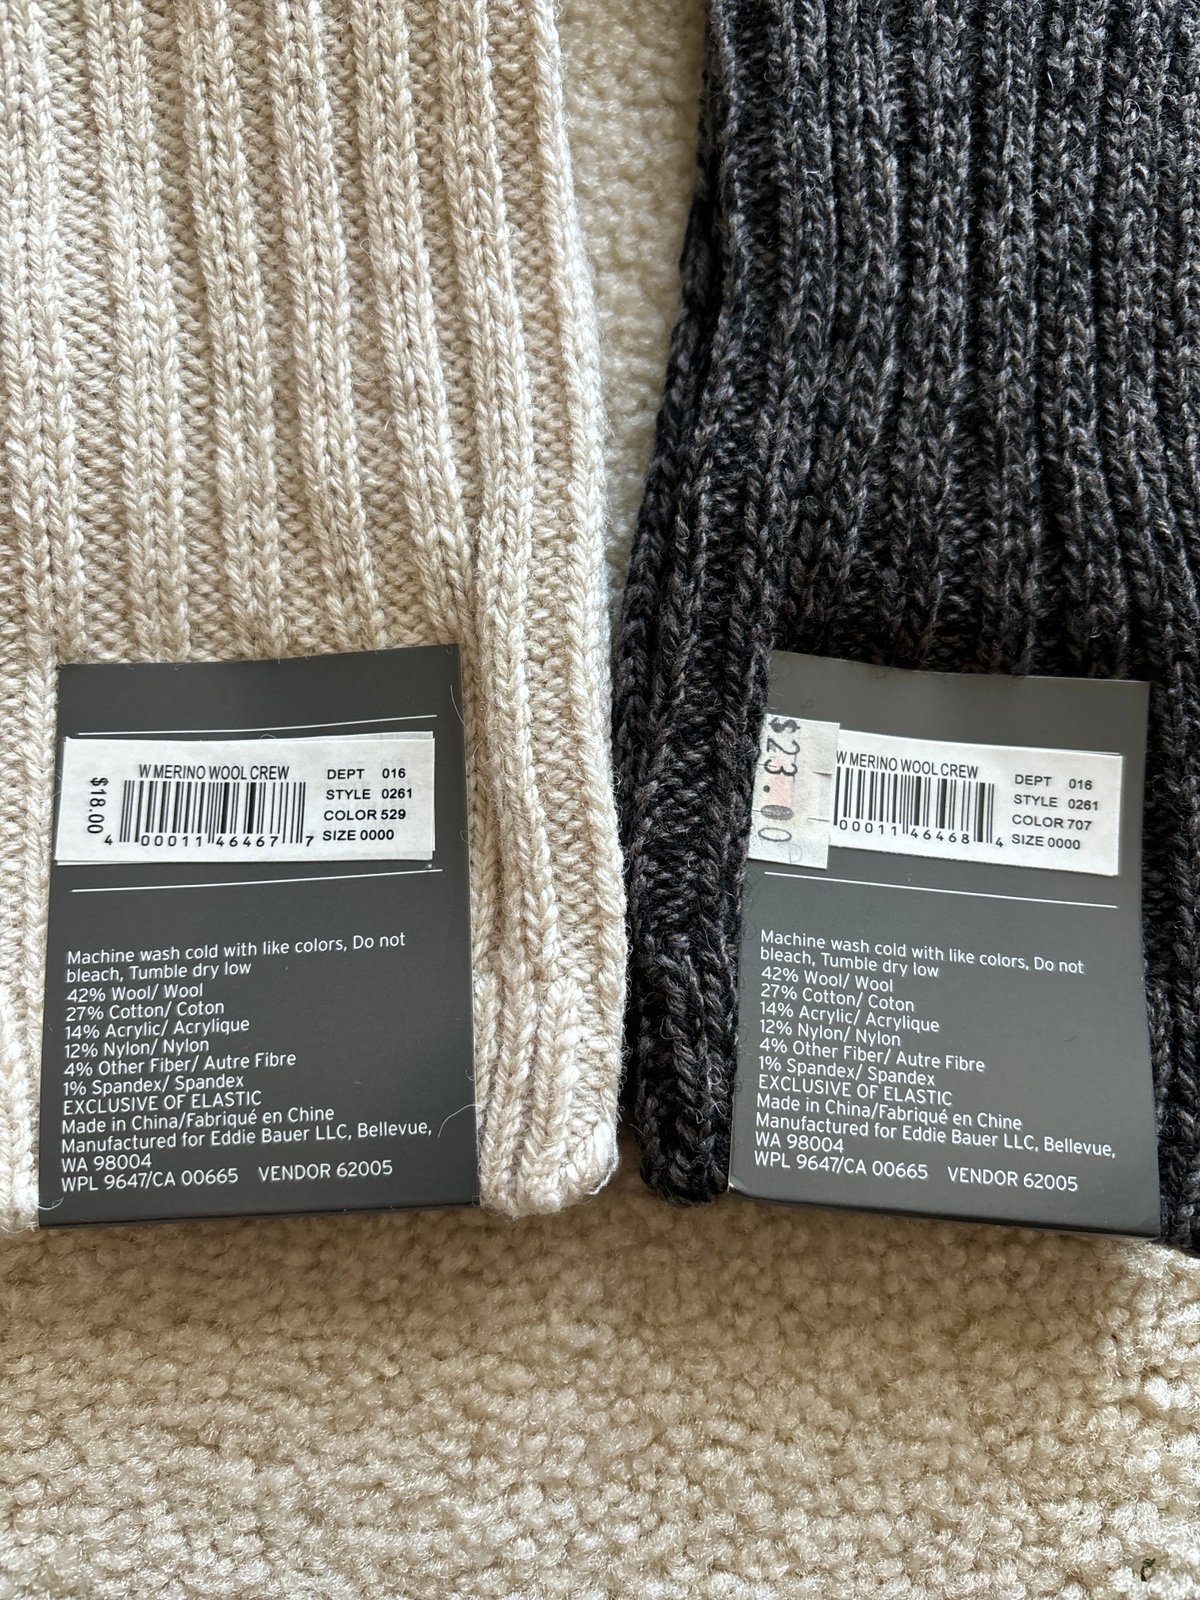 W MERINO WOOL CREW
$18.00
4 00011 46467 7
DEPT 016
STYLE 0261
COLOR 529
SIZE 0000
Machine wash cold with like colors, Do not
bleach, Tumble dry low
42% Wool/ Wool
27% Cotton/ Coton
14% Acrylic/ Acrylique
12% Nylon/ Nylon
4% Other Fiber/ Autre Fibre
1% Spandex/ Spandex
EXCLUSIVE OF ELASTIC
Made in China/Fabriqué en Chine
Manufactured for Eddie Bauer LLC, Bellevue,
WA 98004
WPL 9647/CA 00665 VENDOR 62005
$23.00
W MERINO WOOL CREW
00011 46468 4
DEPT 016
STYLE 0261
COLOR 707
SIZE 0000
Machine wash cold with like colors, Do not
bleach, Tumble dry low
42% Wool/ Wool
27% Cotton/ Coton
14% Acrylic/ Acrylique
12% Nylon/ Nylon
4% Other Fiber/ Autre Fibre
1% Spandex/ Spandex
EXCLUSIVE OF ELASTIC
Made in China/Fabriqué en Chine
Manufactured for Eddie Bauer LLC, Bellevue,
WA 98004
WPL 9647/CA 00665 VENDOR 62005